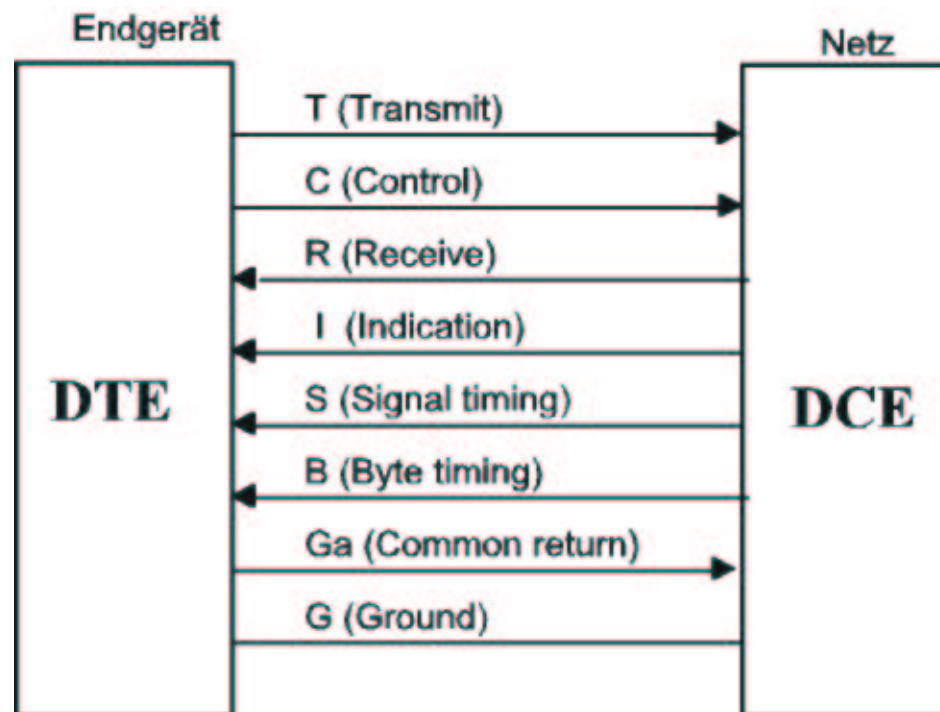 Endgerät
Netz
T (Transmit)
C (Control)
R (Receive)
I (Indication)
DTE
S (Signal timing)
DCE
B (Byte timing)
Ga (Common return)
G (Ground)